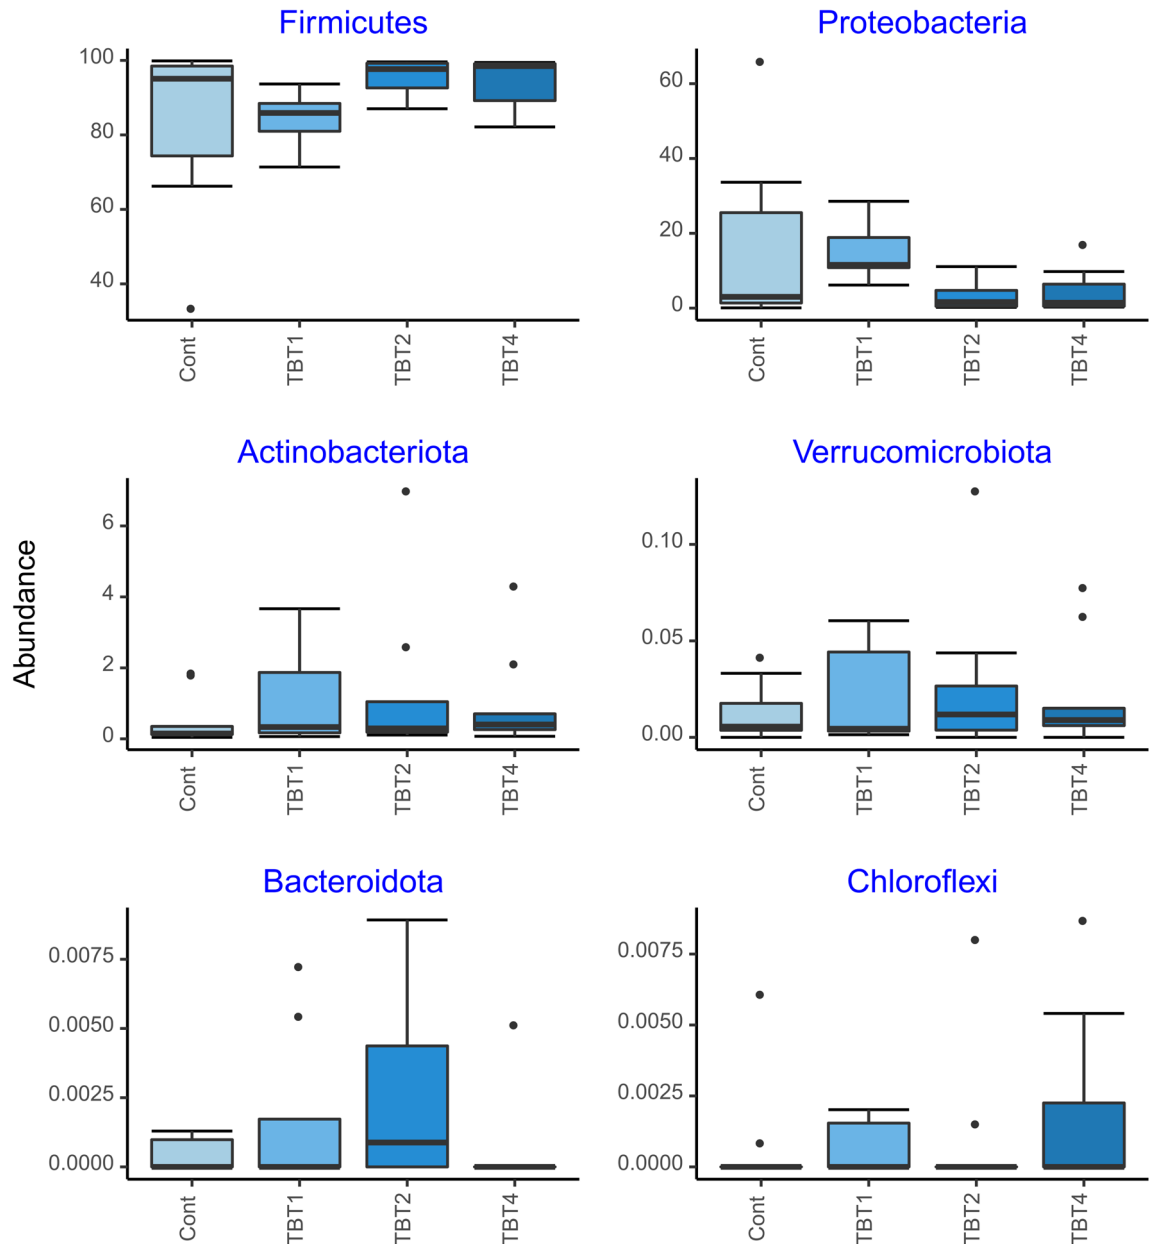 Firmicutes
100
80
60
40
Cont
TBT1
TBT2
TBT4
Proteobacteria
60
40
20
0
Cont
TBT1
TBT2
TBT4
Abundance
Actinobacteriota
6
4
2
0
Cont
TBT1
TBT2
TBT4
Verrucomicrobiota
0.10
0.05
0.00
Cont
TBT1
TBT2
TBT4
Bacteroidota
0.0075
0.0050
0.0025
0.0000
Cont
TBT1
TBT2
TBT4
Chloroflexi
0.0075
0.0050
0.0025
0.0000
Cont
TBT1
TBT2
TBT4